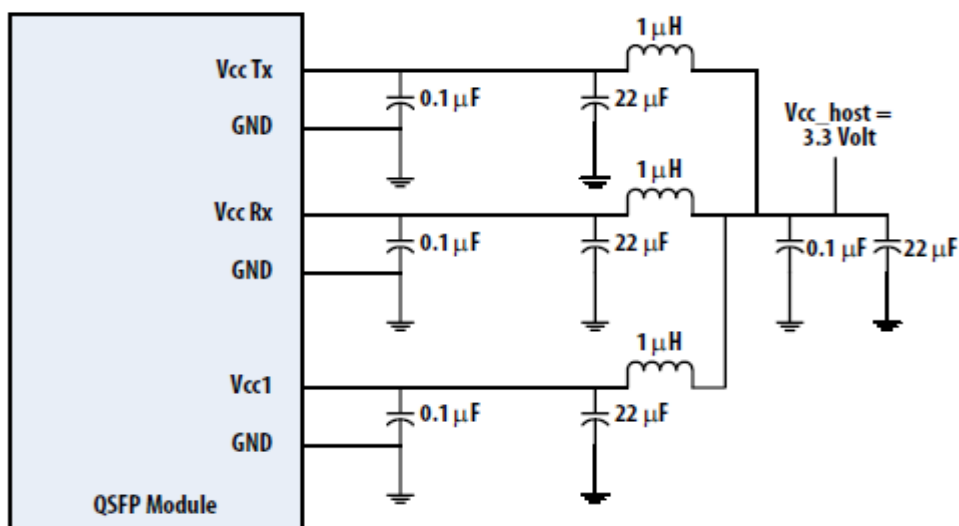 1 μH
Vcc Tx
0.1 μF
22 μF
GND
Vcc_host =
3.3 Volt
1 μH
Vcc Rx
0.1 μF
22 μF
0.1 μF
22 μF
GND
1 μH
Vcc1
0.1 μF
22 μF
GND
QSFP Module